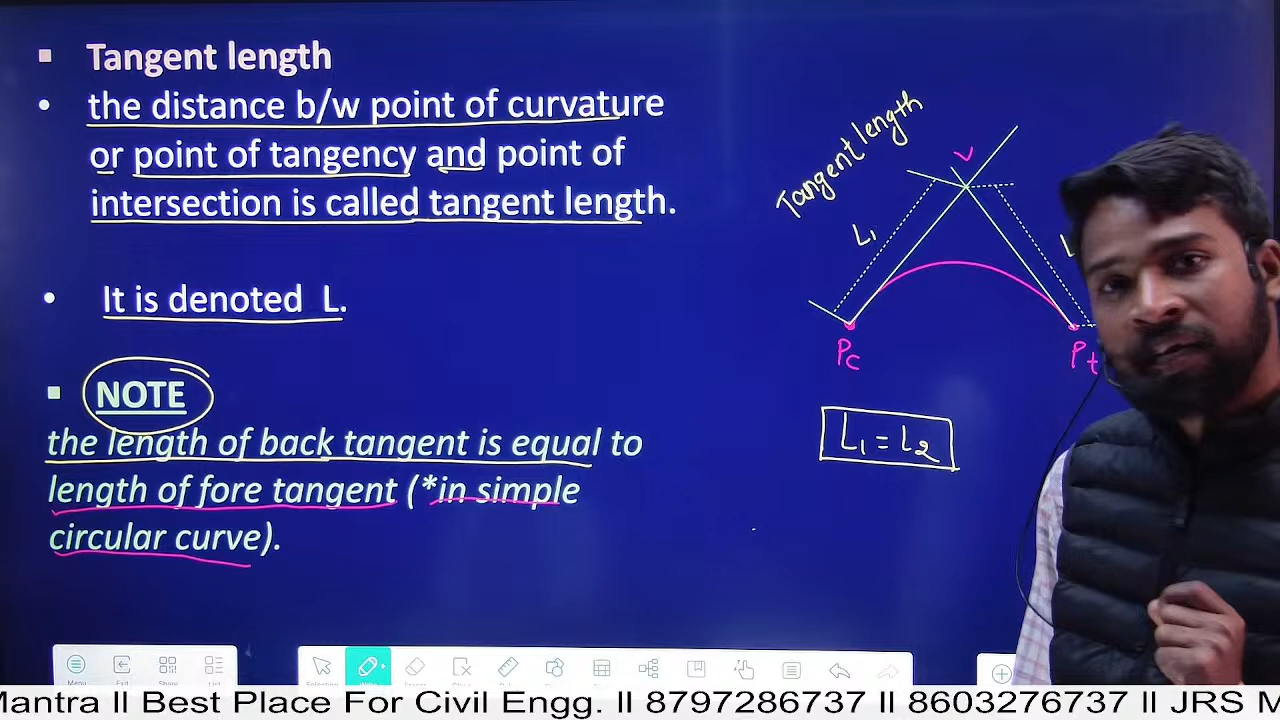 Tangent length
• the distance b/w point of curvature
or point of tangency and point of
intersection is called tangent length.
• It is denoted L.
NOTE
the length of back tangent is equal to
length of fore tangent (*in simple
circular curve).
Tangent length
V
L1
L
Pc
Pt
L1 = L2
Menu
Exit
Share
Mantra II Best Place For Civil Engg. II 8797286737 II 8603276737 II JRS M